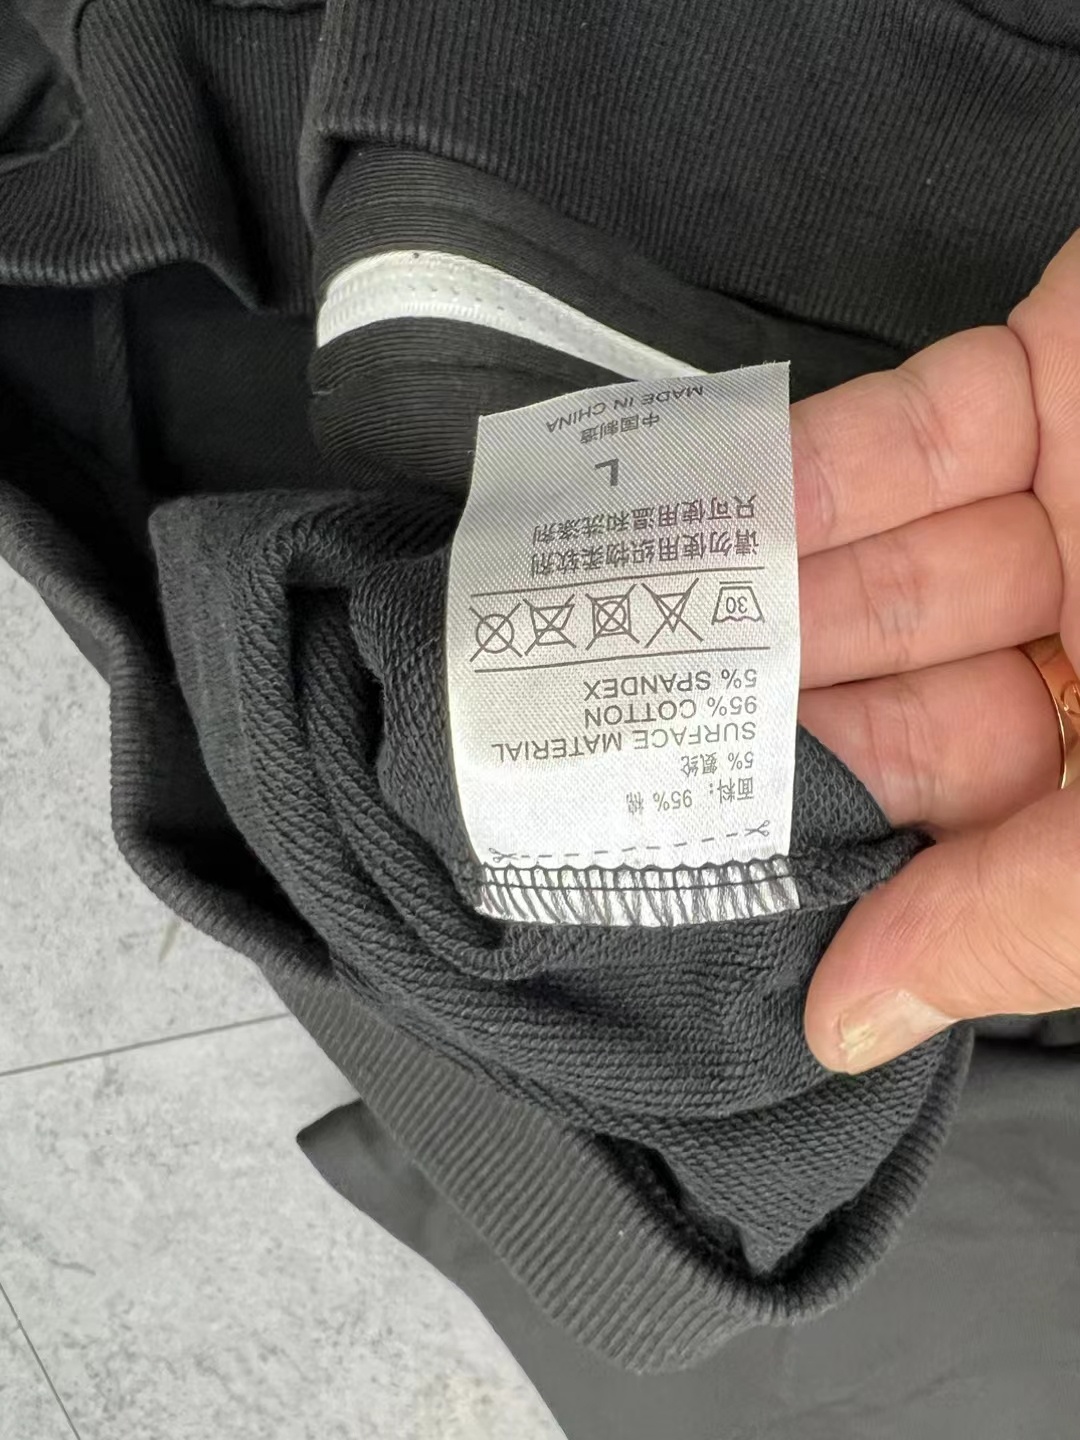 面料：95% 棉
5% 氨纶
SURFACE MATERIAL
95% COTTON
5% SPANDEX
30
请勿使用织物柔软剂
只可使用温和洗涤剂
L
中国制造
MADE IN CHINA